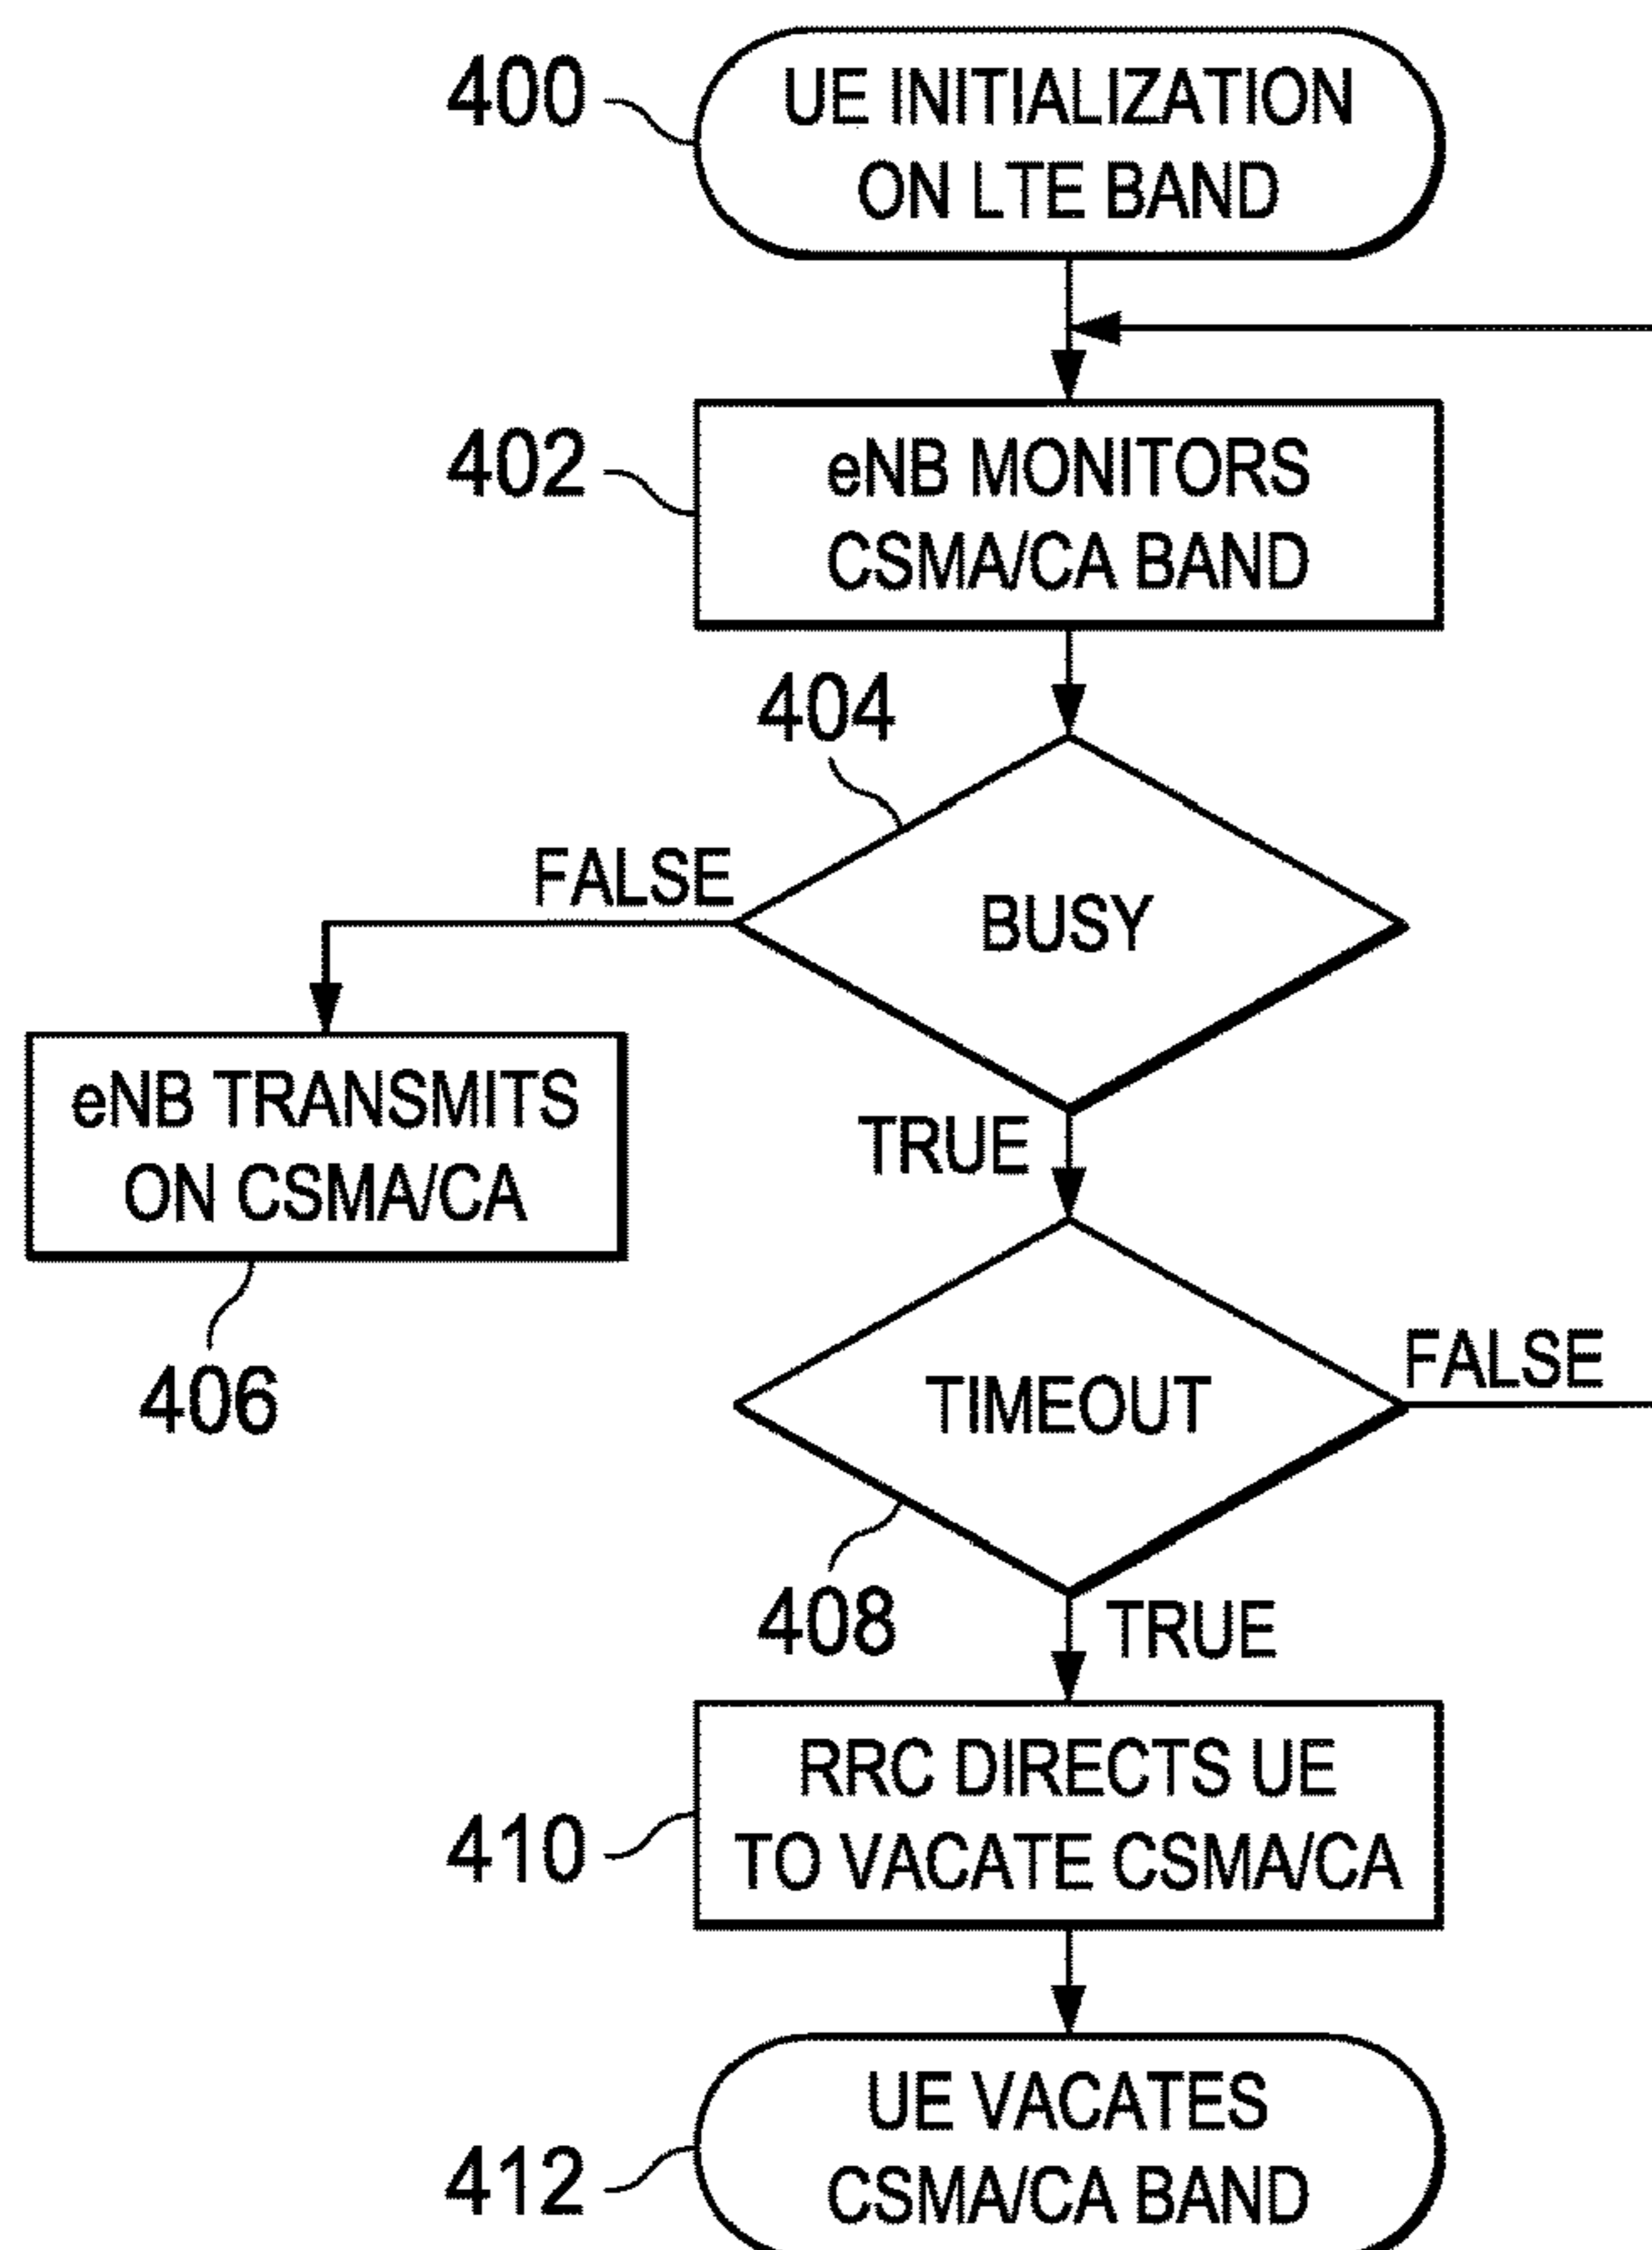 400
UE INITIALIZATION
ON LTE BAND
402
eNB MONITORS
CSMA/CA BAND
404
FALSE
BUSY
eNB TRANSMITS
ON CSMA/CA
TRUE
406
TIMEOUT
FALSE
408
TRUE
410
RRC DIRECTS UE
TO VACATE CSMA/CA
412
UE VACATES
CSMA/CA BAND